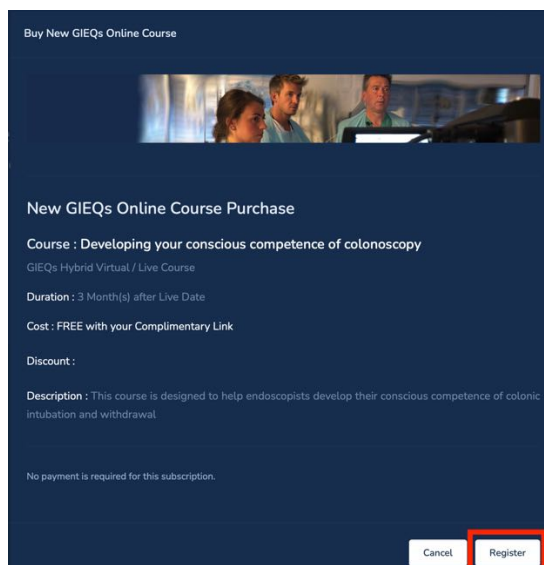 Buy New GIEQs Online Course
New GIEQs Online Course Purchase
Course : Developing your conscious competence of colonoscopy
GIEQs Hybrid Virtual / Live Course
Duration : 3 Month(s) after Live Date
Cost : FREE with your Complimentary Link
Discount :
Description : This course is designed to help endoscopists develop their conscious competence of colonic
intubation and withdrawal
No payment is required for this subscription.
Cancel
Register